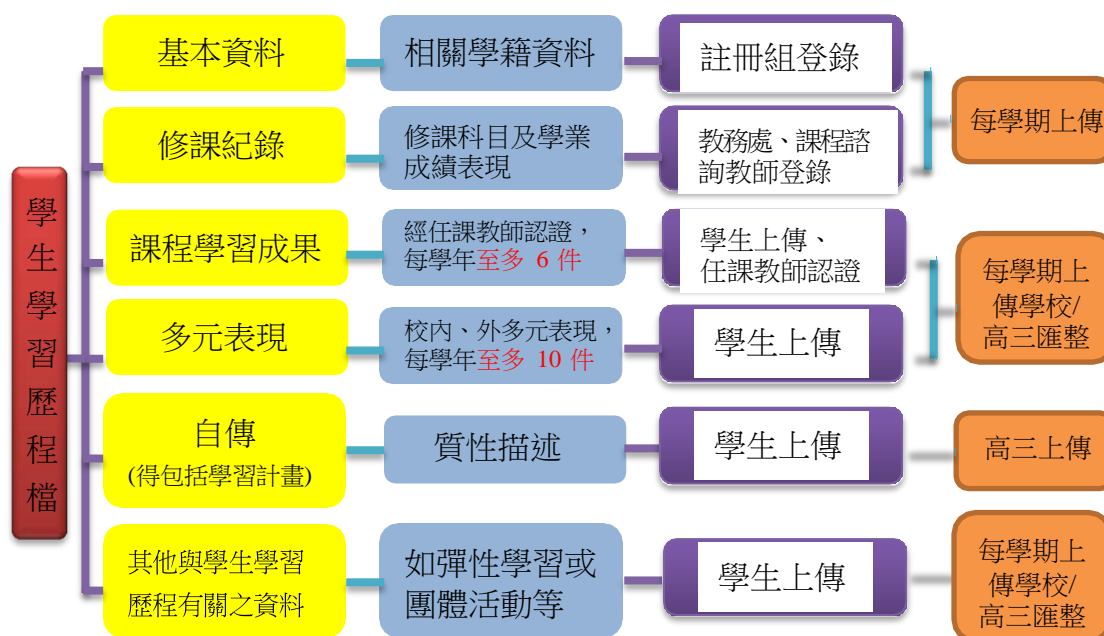 學生學習歷程檔
基本資料
相關學籍資料
註冊組登錄
每學期上傳
修課紀錄
修課科目及學業
成績表現
教務處、課程諮
詢教師登錄
課程學習成果
經任課教師認證，
每學年至多 6 件
學生上傳、
任課教師認證
每學期上
傳學校/
高三匯整
多元表現
校內、外多元表現，
每學年至多 10 件
學生上傳
自傳
(得包括學習計畫)
質性描述
學生上傳
高三上傳
其他與學生學習
歷程有關之資料
如彈性學習或
團體活動等
學生上傳
每學期上
傳學校/
高三匯整